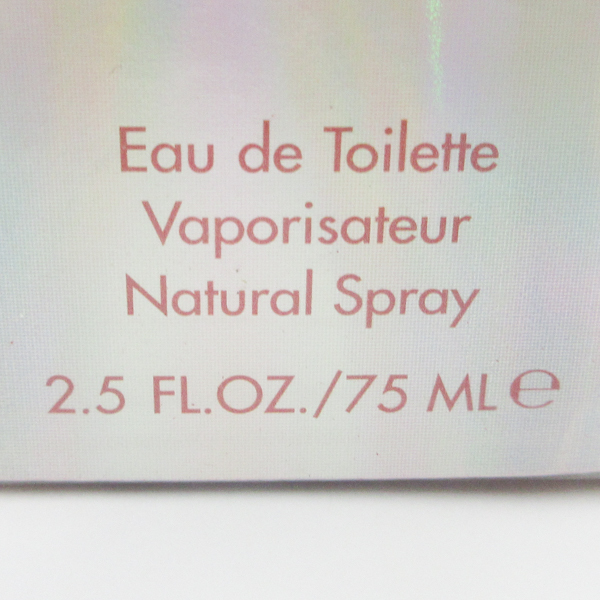 Eau de Toilette
Vaporisateur
Natural Spray
2.5 FL.OZ./75 ML ℮